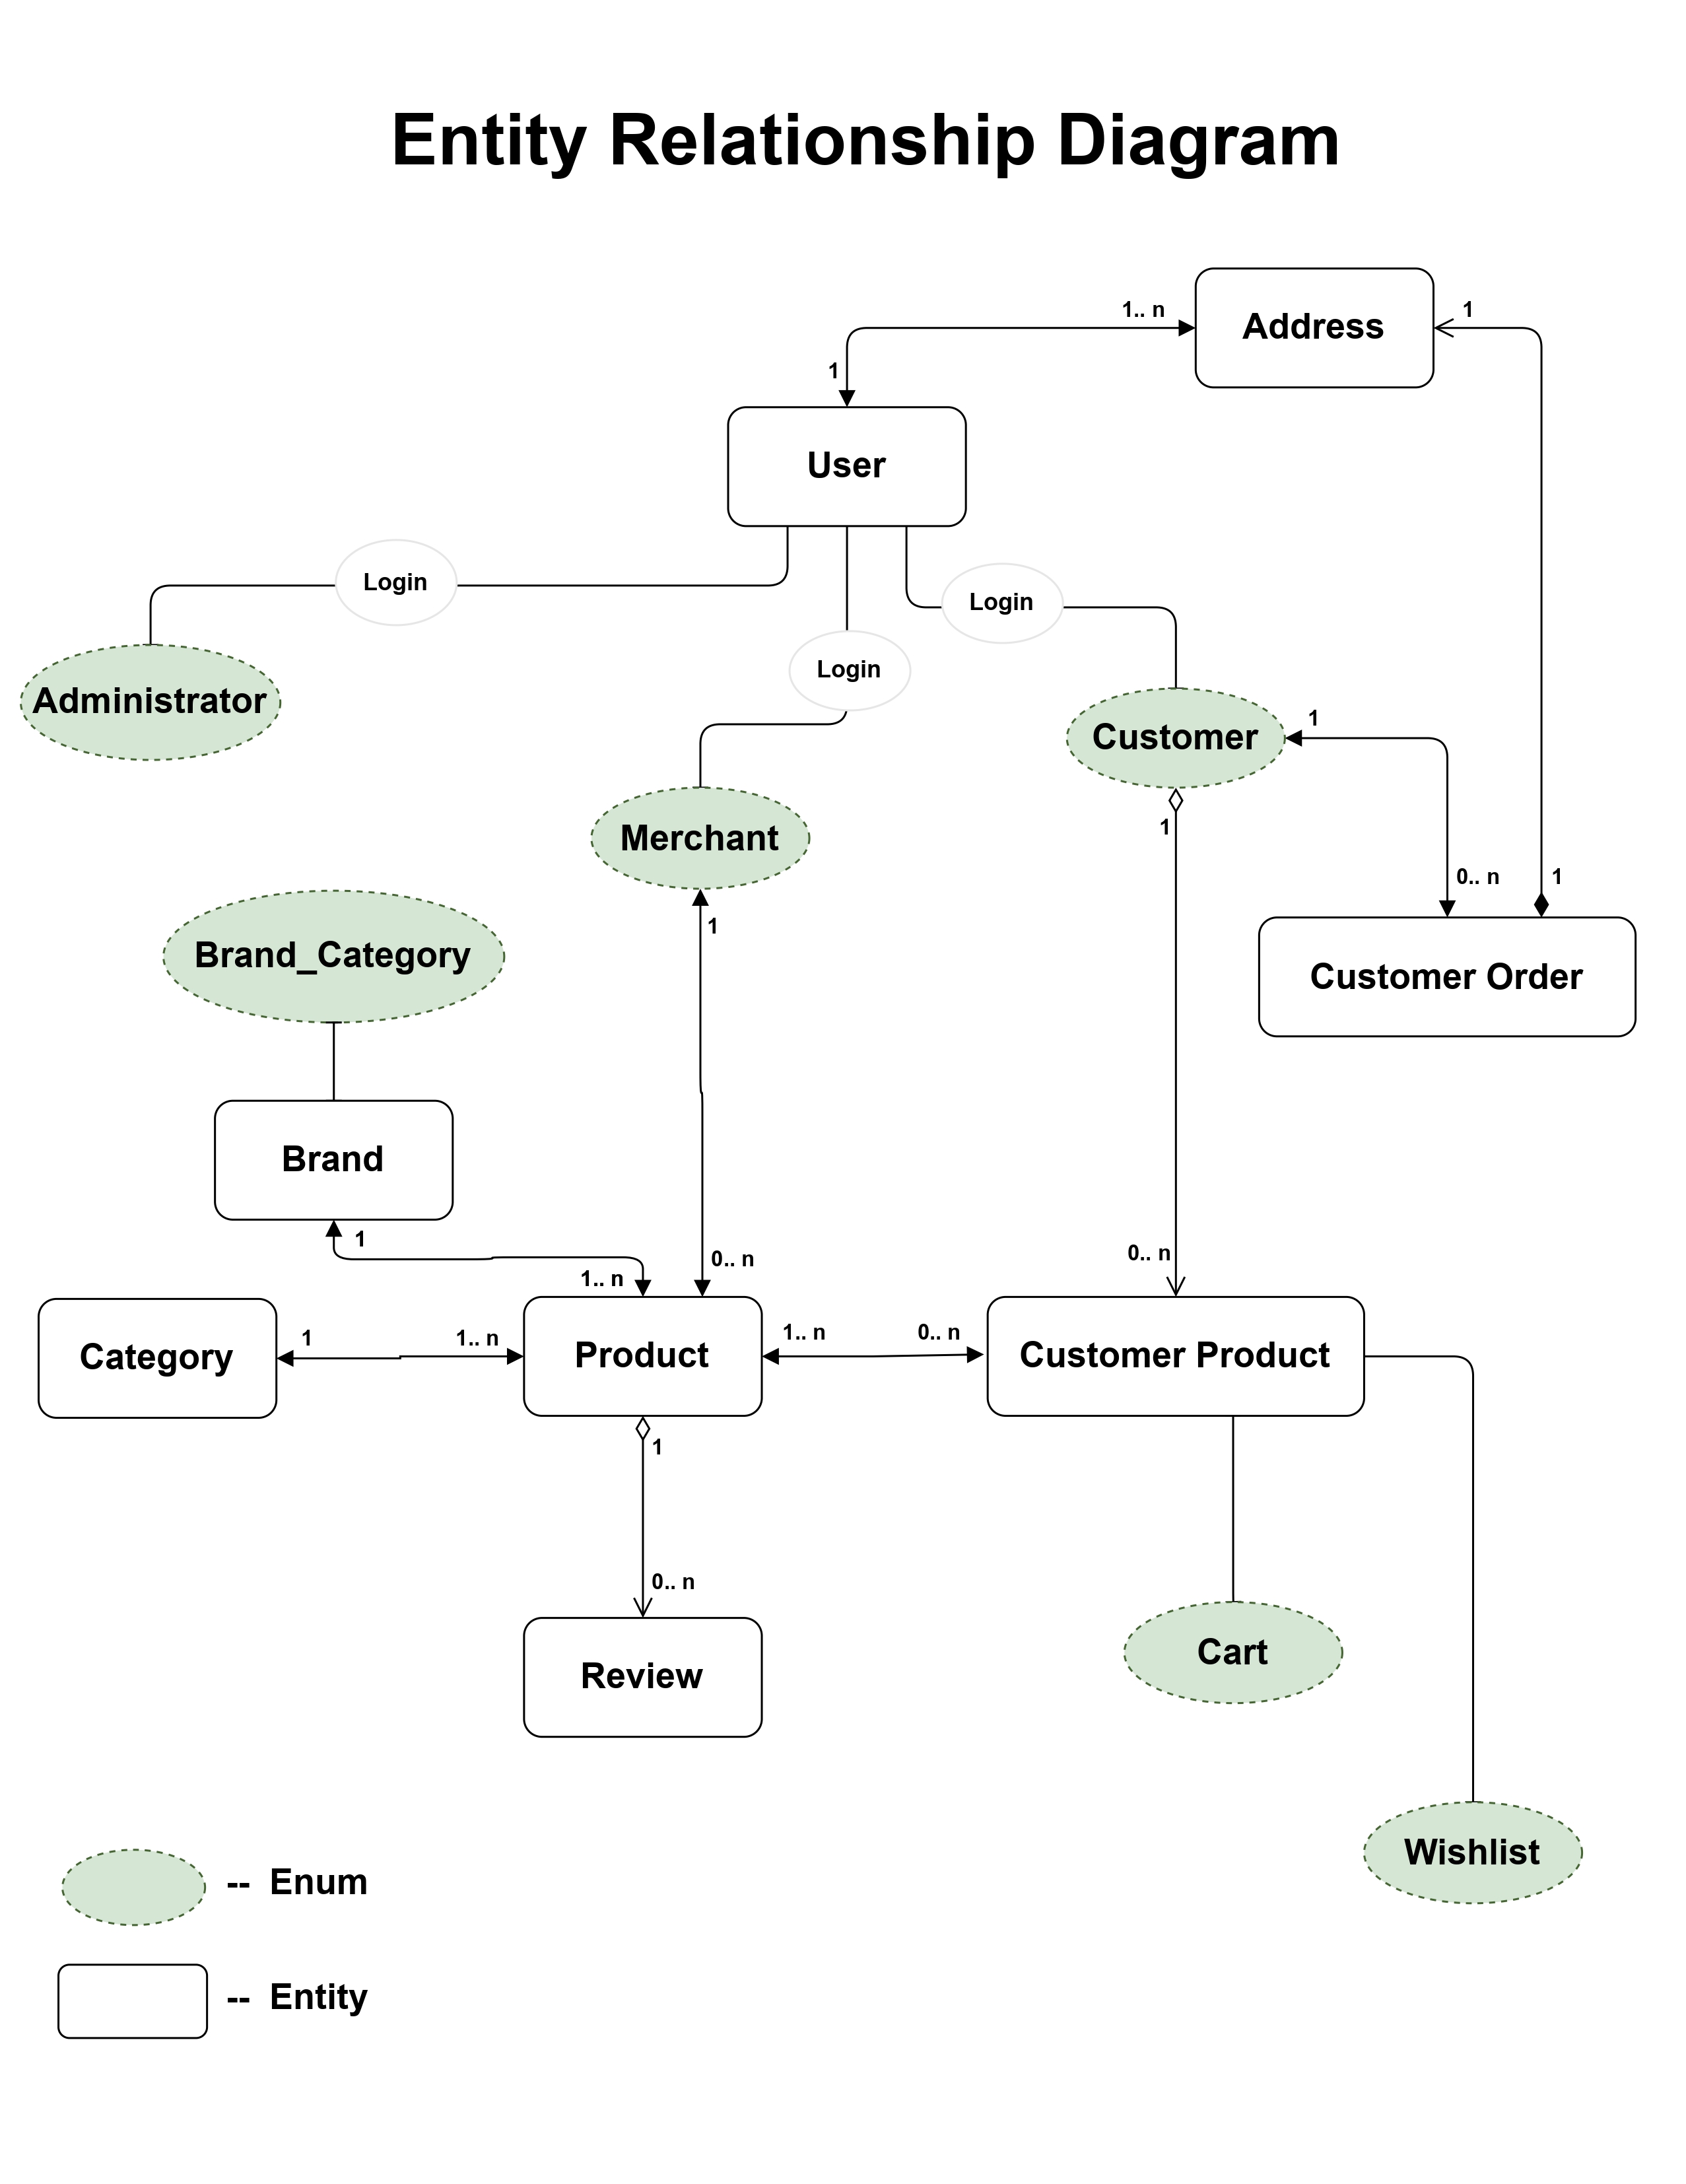 Entity Relationship Diagram
1.. n
Address
1
1
User
Login
Login
Login
Administrator
Customer
1
Merchant
1
0.. n
1
1
Brand_Category
Customer Order
Brand
1
1.. n
0.. n
0.. n
Category
1
1.. n
Product
1.. n
0.. n
Customer Product
1
0.. n
Review
Cart
Wishlist
-- Enum
-- Entity